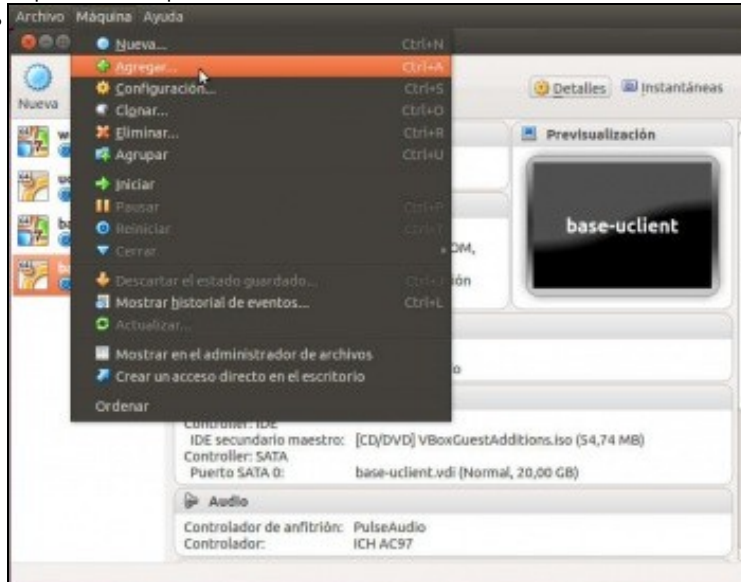 Archivo Máquina Ayuda
Nueva... Ctrl+N
Agregar... Ctrl+A
Configuración... Ctrl+S
Clonar... Ctrl+O
Eliminar... Ctrl+R
Agrupar Ctrl+U
Iniciar
Pausar Ctrl+P
Reiniciar Ctrl+T
Cerrar
Descartar el estado guardado... Ctrl+J
Mostrar historial de eventos... Ctrl+L
Actualizar...
Mostrar en el administrador de archivos
Crear un acceso directo en el escritorio
Ordenar
Nueva
Detalles Instantáneas
Previsualización
base-uclient
Controller: IDE
IDE secundario maestro: [CD/DVD] VBoxGuestAdditions.iso (54,74 MB)
Controller: SATA
Puerto SATA 0: base-uclient.vdi (Normal, 20,00 GB)
Audio
Controlador de anfitrión: PulseAudio
Controlador: ICH AC97